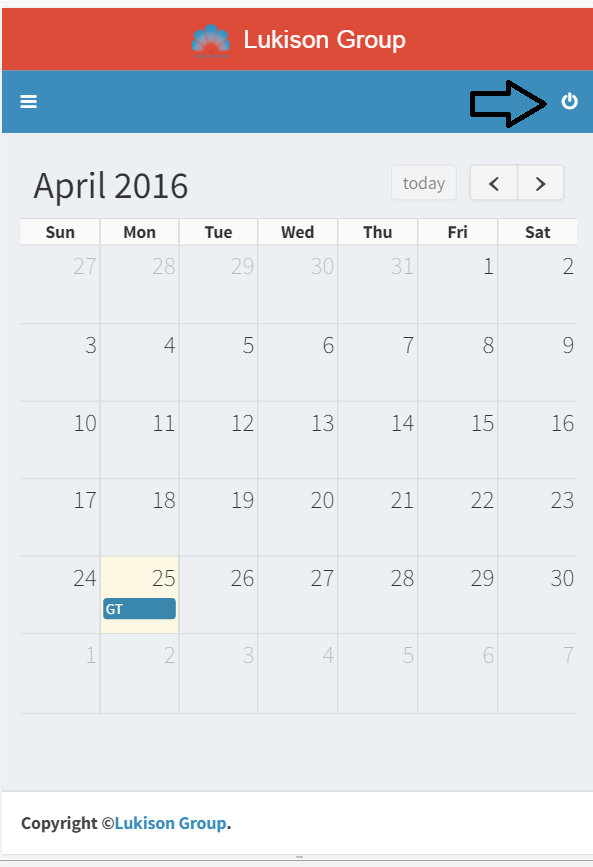 Lukison Group
April 2016 today
Sun Mon Tue Wed Thu Fri Sat
27 28 29 30 31 1 2
3 4 5 6 7 8 9
10 11 12 13 14 15 16
17 18 19 20 21 22 23
24 25 26 27 28 29 30
GT
1 2 3 4 5 6 7
Copyright ©Lukison Group.